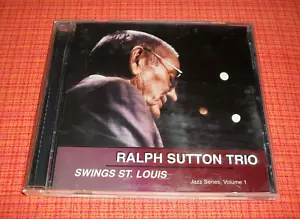 RALPH SUTTON TRIO
SWINGS ST. LOUIS
Jazz Series, Volume 1